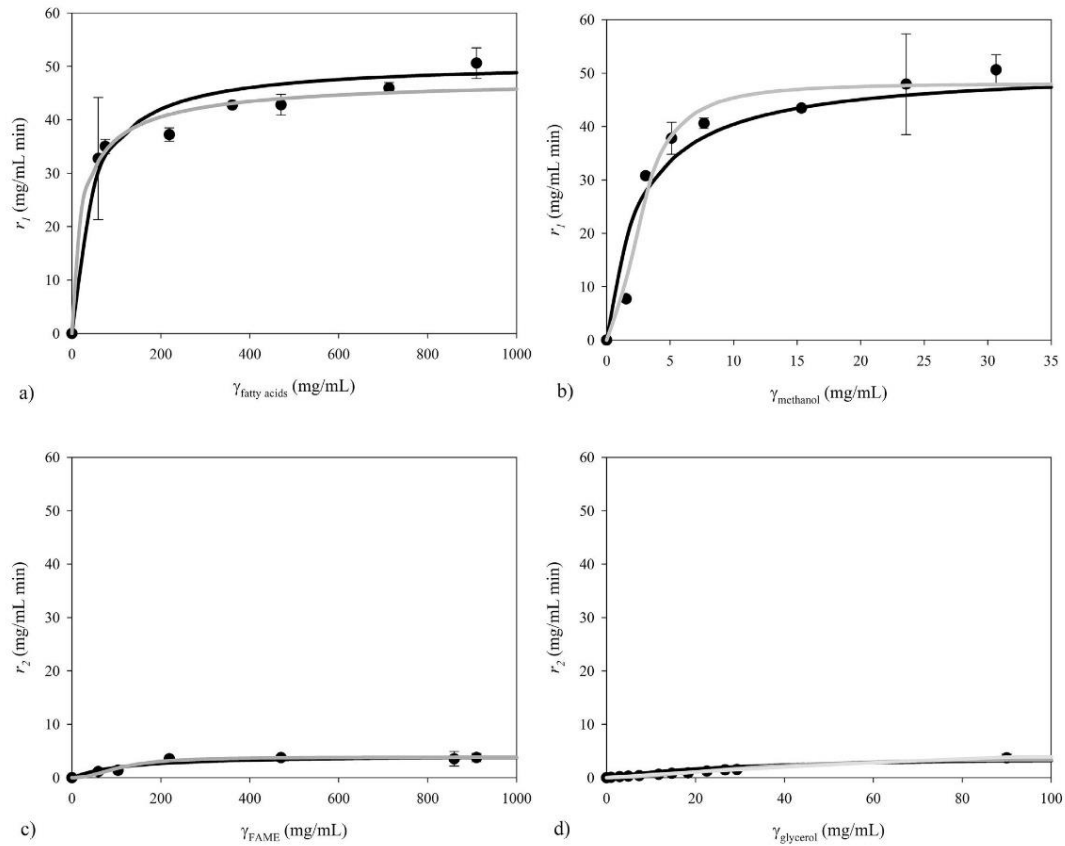 60
50
40
30
20
10
0
r₁ (mg/mL min)
0 200 400 600 800 1000
γfatty acids (mg/mL)
a)
60
50
40
30
20
10
0
r₁ (mg/mL min)
0 5 10 15 20 25 30 35
γmethanol (mg/mL)
b)
60
50
40
30
20
10
0
r₂ (mg/mL min)
0 200 400 600 800 1000
γFAME (mg/mL)
c)
60
50
40
30
20
10
0
r₂ (mg/mL min)
0 20 40 60 80 100
γglycerol (mg/mL)
d)